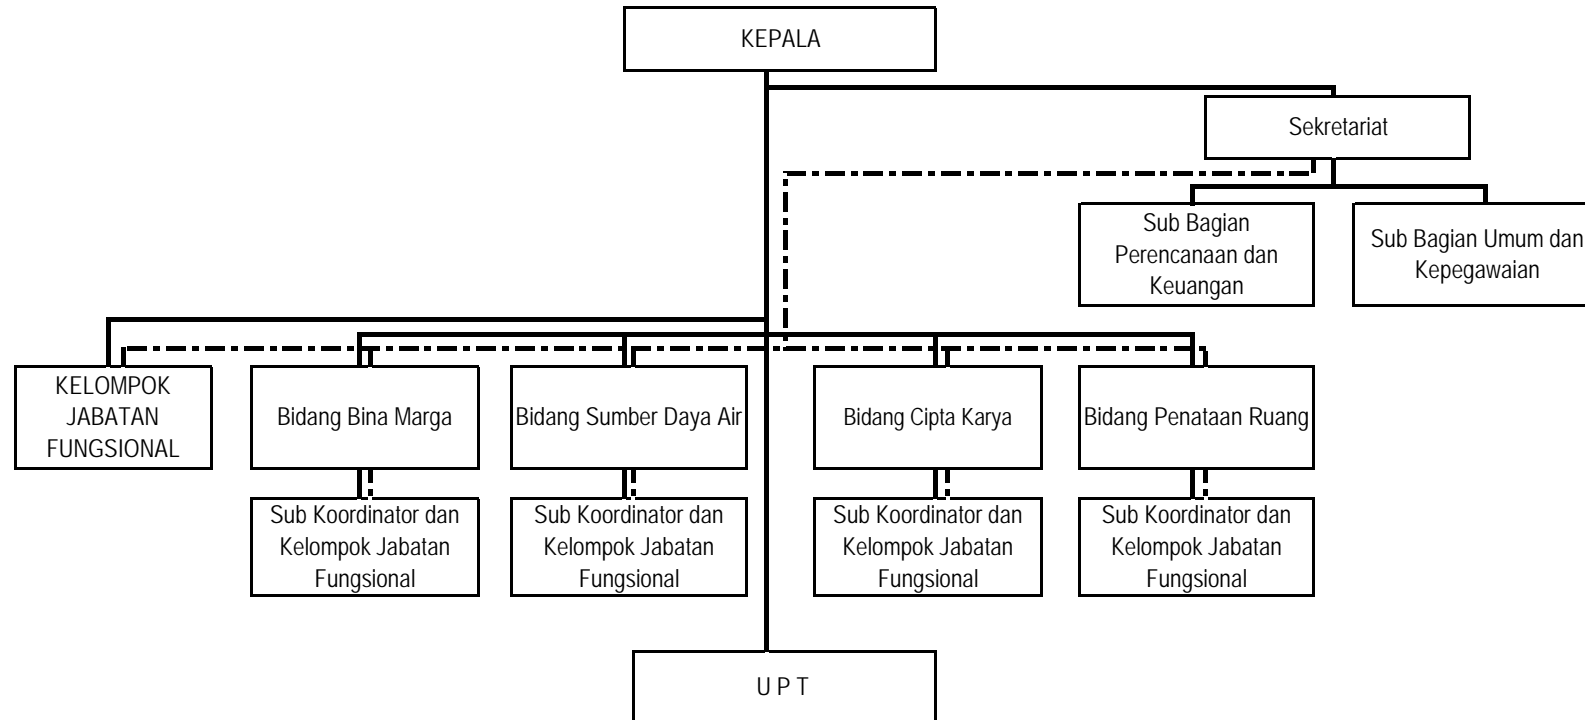 KEPALA
Sekretariat
Sub Bagian
Perencanaan dan
Keuangan
Sub Bagian Umum dan
Kepegawaian
KELOMPOK
JABATAN
FUNGSIONAL
Bidang Bina Marga
Bidang Sumber Daya Air
Bidang Cipta Karya
Bidang Penataan Ruang
Sub Koordinator dan
Kelompok Jabatan
Fungsional
Sub Koordinator dan
Kelompok Jabatan
Fungsional
Sub Koordinator dan
Kelompok Jabatan
Fungsional
Sub Koordinator dan
Kelompok Jabatan
Fungsional
U P T